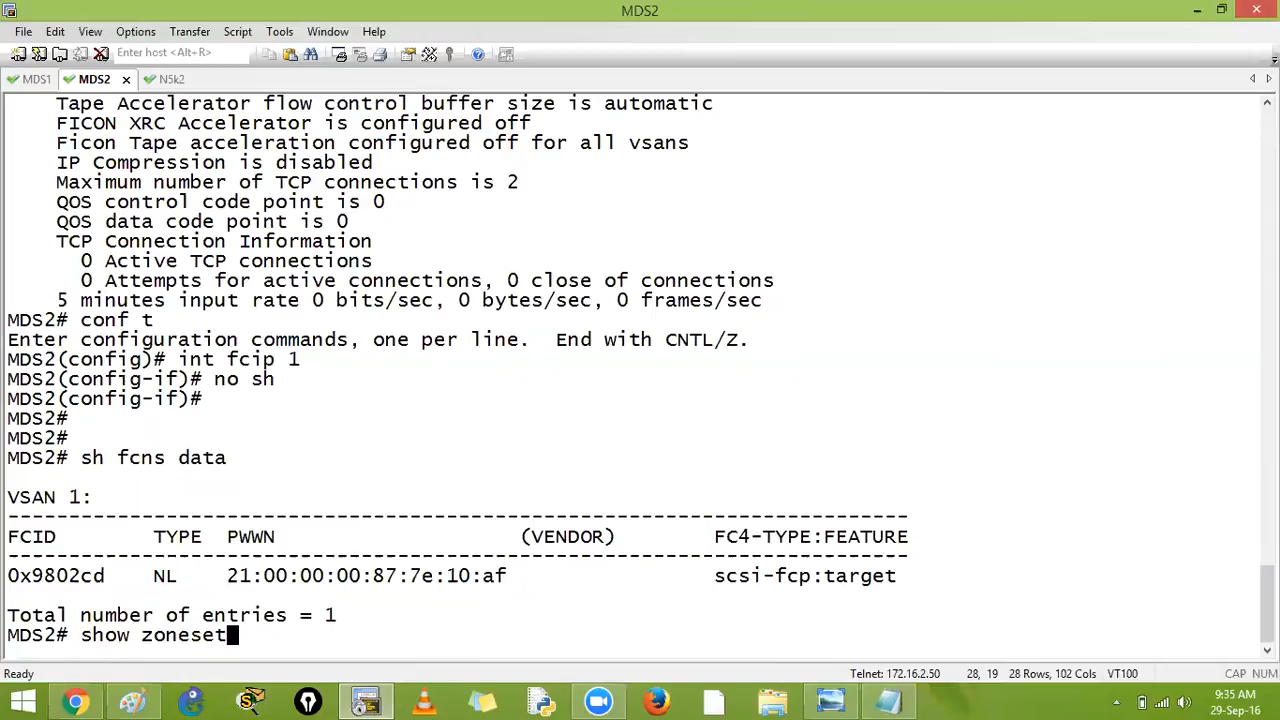 MDS2
File Edit View Options Transfer Script Tools Window Help
Enter host <Alt+R>
MDS1 MDS2 N5k2
Tape Accelerator flow control buffer size is automatic
FICON XRC Accelerator is configured off
Ficon Tape acceleration configured off for all vsans
IP Compression is disabled
Maximum number of TCP connections is 2
QOS control code point is 0
QOS data code point is 0
TCP Connection Information
0 Active TCP connections
0 Attempts for active connections, 0 close of connections
5 minutes input rate 0 bits/sec, 0 bytes/sec, 0 frames/sec
MDS2# conf t
Enter configuration commands, one per line.  End with CNTL/Z.
MDS2(config)# int fcip 1
MDS2(config-if)# no sh
MDS2(config-if)#
MDS2#
MDS2#
MDS2# sh fcns data
VSAN 1:
--------------------------------------------------------------------------
FCID TYPE PWWN (VENDOR) FC4-TYPE:FEATURE
--------------------------------------------------------------------------
0x9802cd NL 21:00:00:00:87:7e:10:af scsi-fcp:target
Total number of entries = 1
MDS2# show zoneset
Ready Telnet: 172.16.2.50 28, 19 28 Rows, 102 Cols VT100 CAP NUM
9:35 AM
29-Sep-16